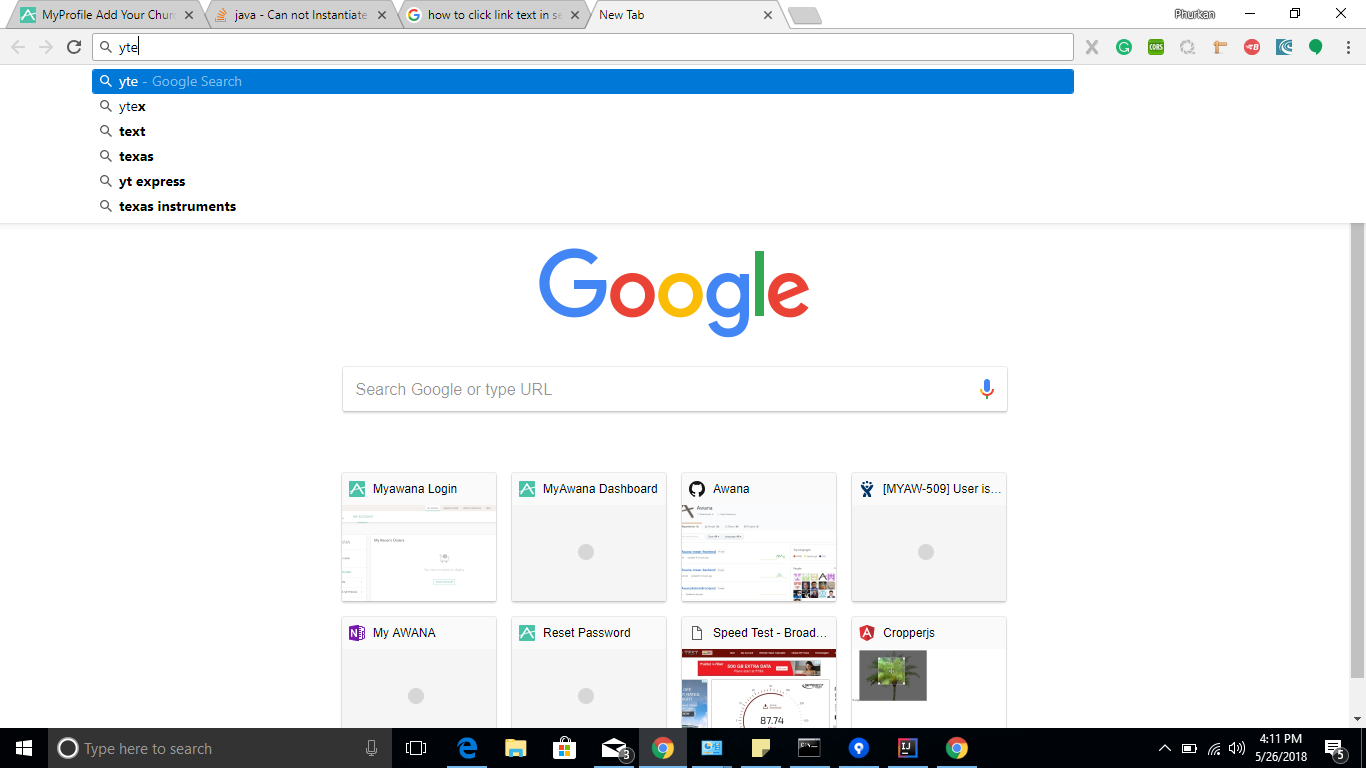 MyProfile Add Your Churc
java - Can not Instantiate
how to click link text in se
New Tab
Phurkan
yte
yte - Google Search
ytex
text
texas
yt express
texas instruments
Google
Search Google or type URL
Myawana Login
MyAwana Dashboard
Awana
[MYAW-509] User is...
My AWANA
Reset Password
Speed Test - Broad...
Cropperjs
500 GB EXTRA DATA
87.74
Type here to search
3
4:11 PM
5/26/2018
5